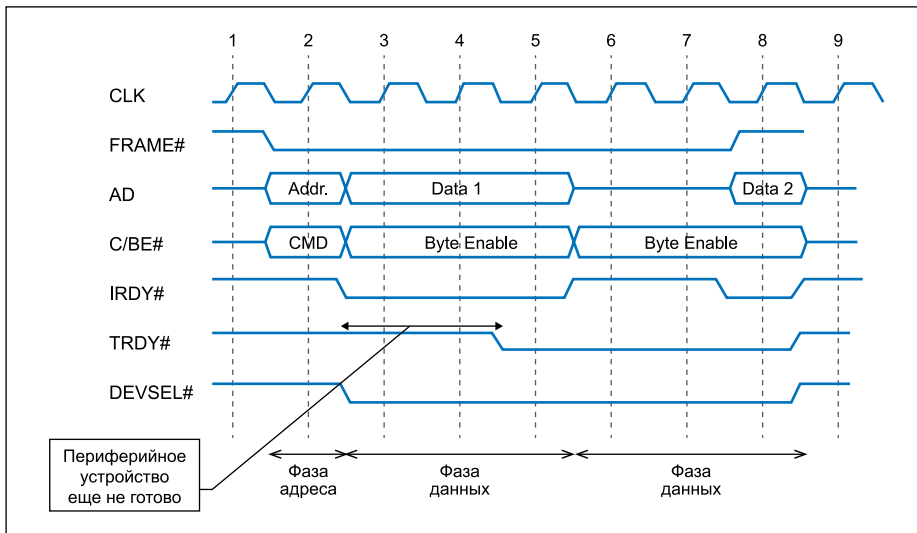 1 2 3 4 5 6 7 8 9
CLK
FRAME#
AD Addr. Data 1 Data 2
C/BE# CMD Byte Enable Byte Enable
IRDY#
TRDY#
DEVSEL#
Периферийное
устройство
еще не готово
Фаза
адреса
Фаза
данных
Фаза
данных